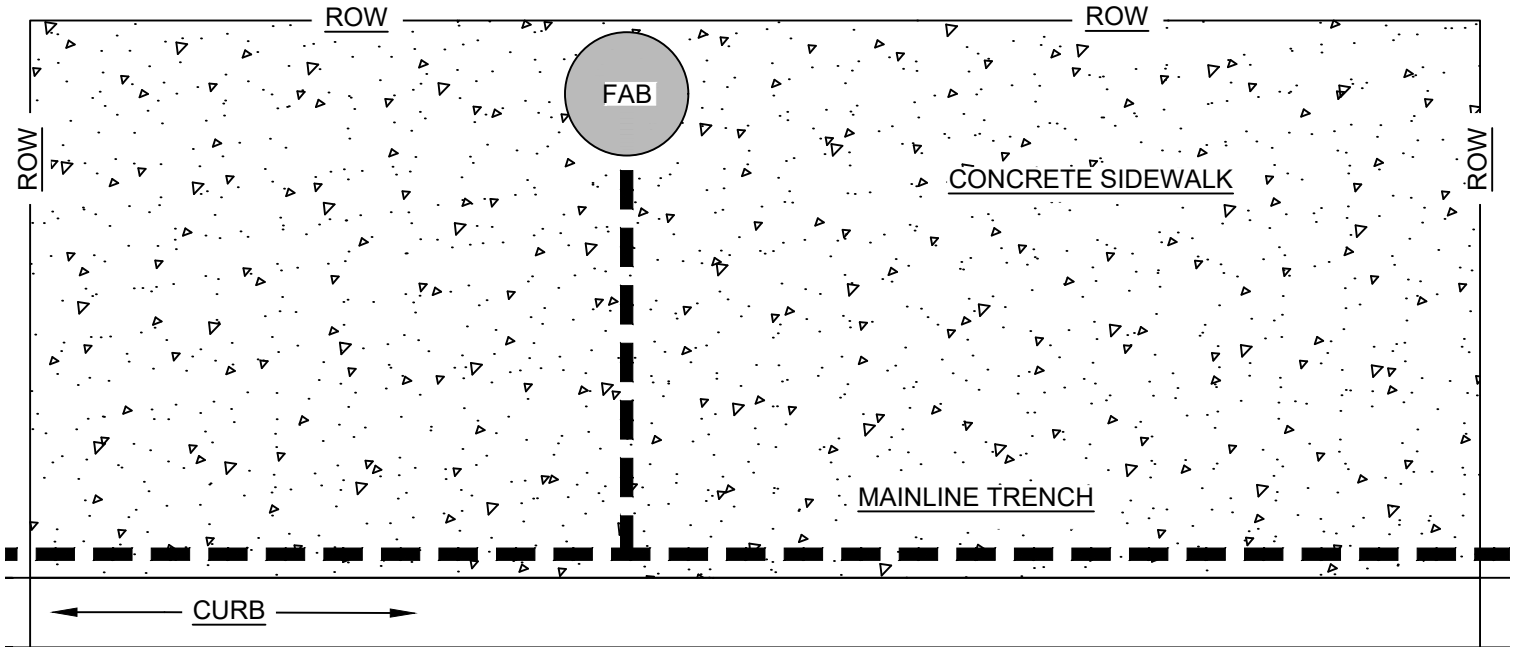 ROW
ROW
FAB
ROW
ROW
CONCRETE SIDEWALK
MAINLINE TRENCH
CURB